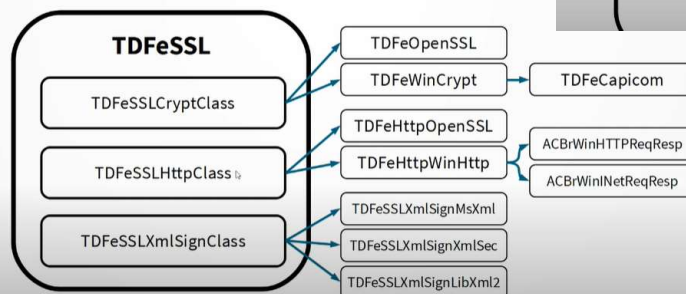 TDFeSSL
TDFeSSLCryptClass
TDFeSSLHttpClass
TDFeSSLXmlSignClass
TDFeOpenSSL
TDFeWinCrypt
TDFeCapicom
TDFeHttpOpenSSL
TDFeHttpWinHttp
ACBrWinHTTPReqResp
ACBrWinINetReqResp
TDFeSSLXmlSignMsXml
TDFeSSLXmlSignXmlSec
TDFeSSLXmlSignLibXml2